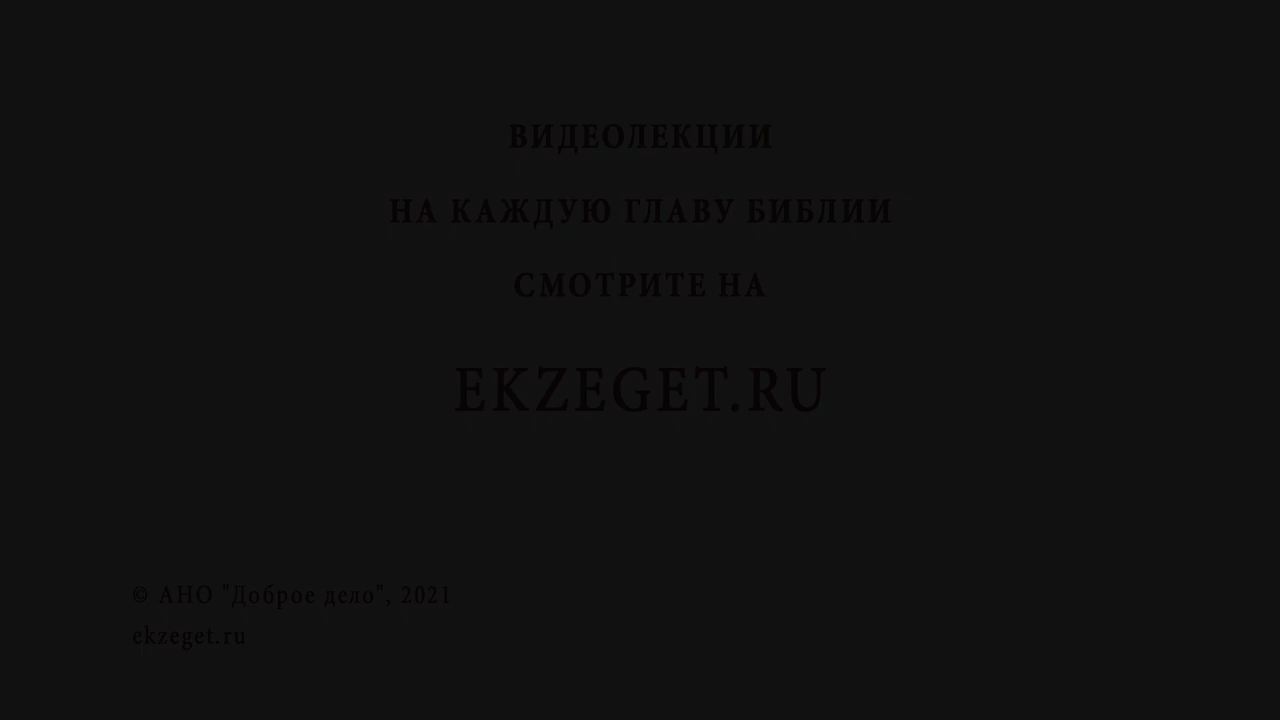 ВИДЕОЛЕКЦИИ
НА КАЖДУЮ ГЛАВУ БИБЛИИ
СМОТРИТЕ НА
EKZEGET.RU
© АНО "Доброе дело", 2021
ekzeget.ru